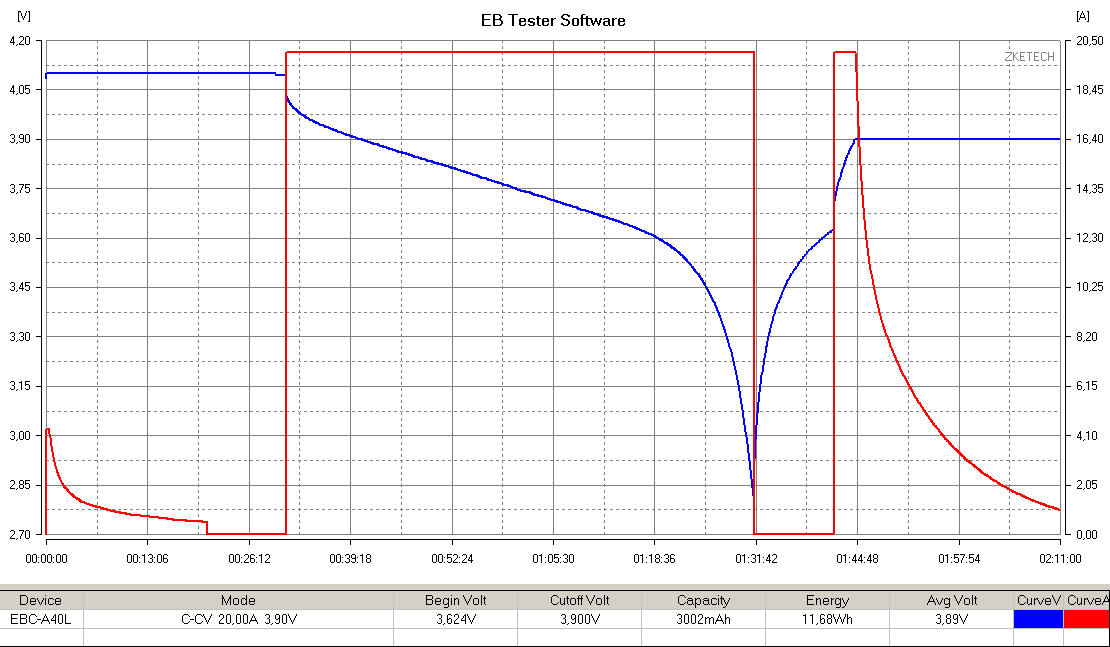 [V] EB Tester Software [A]
ZKETECH
4,20 20,50
4,05 18,45
3,90 16,40
3,75 14,35
3,60 12,30
3,45 10,25
3,30 8,20
3,15 6,15
3,00 4,10
2,85 2,05
2,70 0,00
00:00:00 00:13:06 00:26:12 00:39:18 00:52:24 01:05:30 01:18:36 01:31:42 01:44:48 01:57:54 02:11:00
Device Mode Begin Volt Cutoff Volt Capacity Energy Avg Volt CurveV CurveA
EBC-A40L C-CV 20,00A 3,90V 3,624V 3,900V 3002mAh 11,68Wh 3,89V